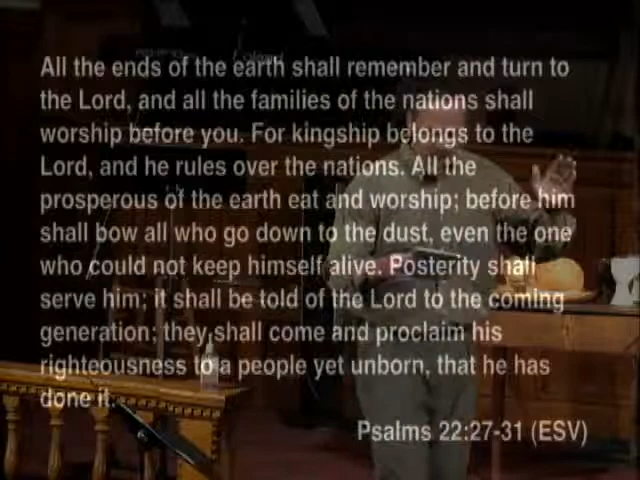 All the ends of the earth shall remember and turn to
the Lord, and all the families of the nations shall
worship before you. For kingship belongs to the
Lord, and he rules over the nations. All the
prosperous of the earth eat and worship; before him
shall bow all who go down to the dust, even the one
who could not keep himself alive. Posterity shall
serve him; it shall be told of the Lord to the coming
generation; they shall come and proclaim his
righteousness to a people yet unborn, that he has
done it.
Psalms 22:27-31 (ESV)